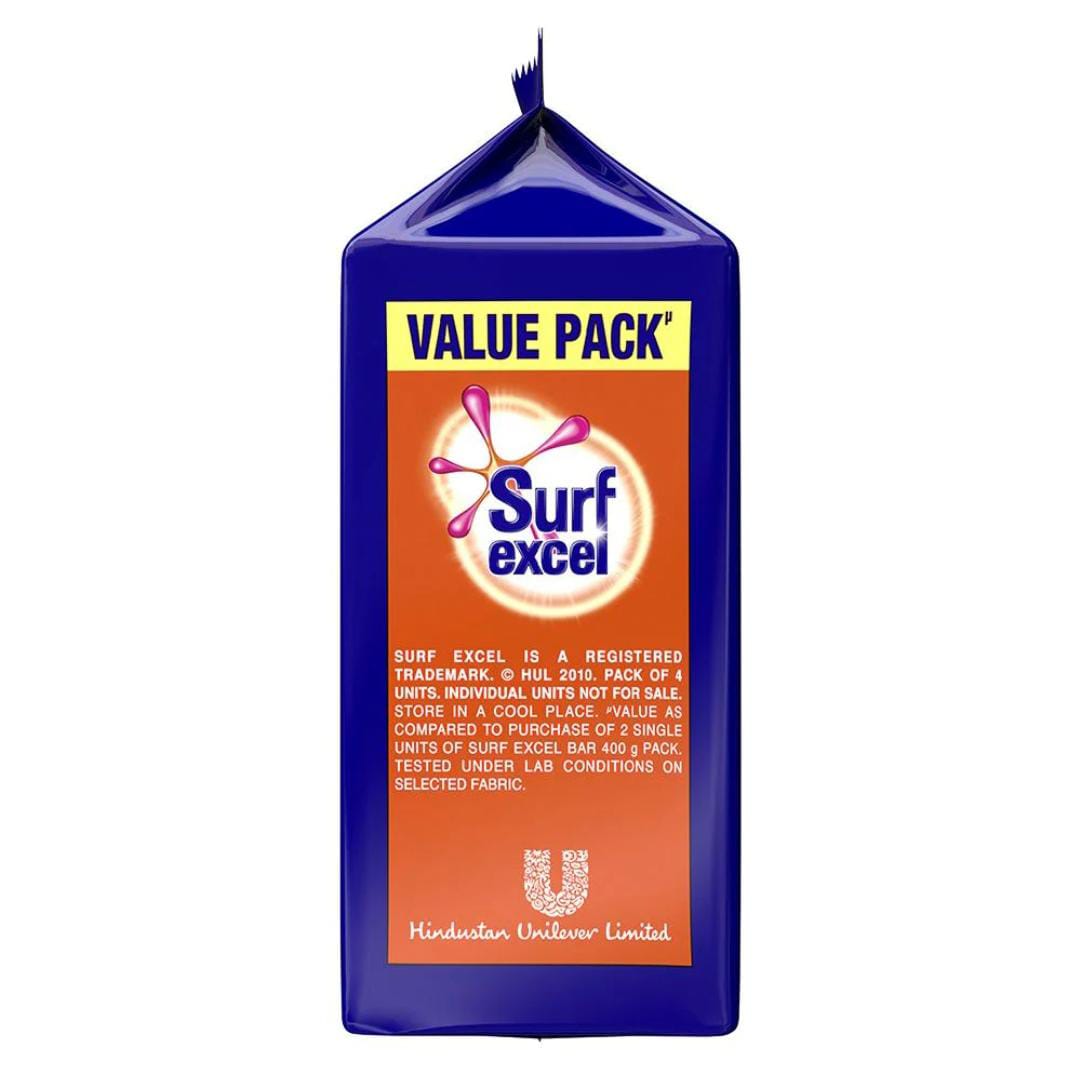 VALUE PACKµ
Surf
excel
SURF EXCEL IS A REGISTERED
TRADEMARK. © HUL 2010. PACK OF 4
UNITS. INDIVIDUAL UNITS NOT FOR SALE.
STORE IN A COOL PLACE. µVALUE AS
COMPARED TO PURCHASE OF 2 SINGLE
UNITS OF SURF EXCEL BAR 400 g PACK.
TESTED UNDER LAB CONDITIONS ON
SELECTED FABRIC.
U
Hindustan Unilever Limited